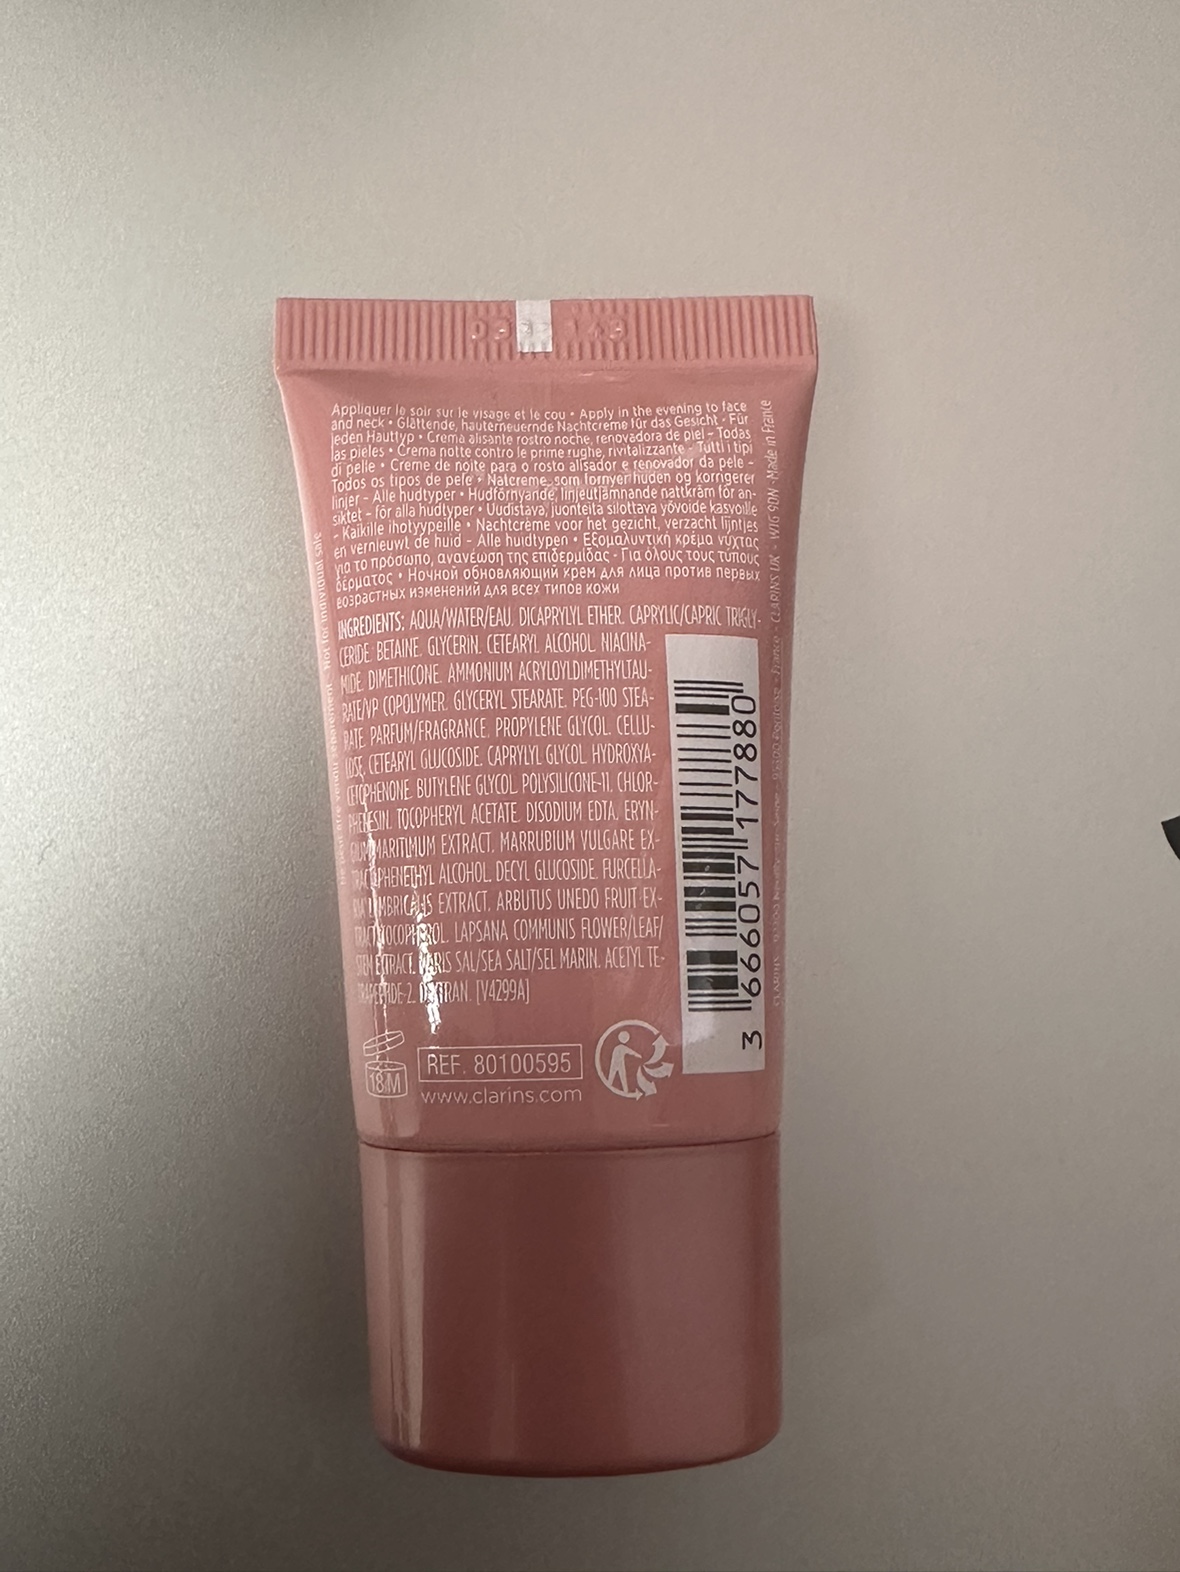 Appliquer le soir sur le visage et le cou • Apply in the evening to face
and neck • Glättende, hauterneuernde Nachtcreme für das Gesicht - Für
jeden Hauttyp • Crema alisante rostro noche, renovadora de piel - Todas
las pieles • Crema notte contro le prime rughe, rivitalizzante - Tutti i tipi
di pelle • Creme de noite para o rosto alisador e renovador da pele -
Todos os tipos de pele • Natcreme, som fornyer huden og korrigerer
linjer - Alle hudtyper • Hudförnyande, linjeutjämnande nattkräm för an-
siktet - för alla hudtyper • Uudistava, juonteita silottava yövoide kasvoille
- Kaikille ihotyypeille • Nachtcrème voor het gezicht, verzacht lijntjes
en vernieuwt de huid - Alle huidtypen • Εξομαλυντική κρέμα νύχτας
για το πρόσωπο, ανανέωση της επιδερμίδας - Για όλους τους τύπους
δέρματος • Ночной обновляющий крем для лица против первых
возрастных изменений для всех типов кожи
INGREDIENTS: AQUA/WATER/EAU. DICAPRYLYL ETHER. CAPRYLIC/CAPRIC TRIGLY-
CERIDE. BETAINE. GLYCERIN. CETEARYL ALCOHOL. NIACINA-
MIDE. DIMETHICONE. AMMONIUM ACRYLOYLDIMETHYLTAU-
RATE/VP COPOLYMER. GLYCERYL STEARATE. PEG-100 STEA-
RATE. PARFUM/FRAGRANCE. PROPYLENE GLYCOL. CELLU-
LOSE. CETEARYL GLUCOSIDE. CAPRYLYL GLYCOL. HYDROXYA-
CETOPHENONE. BUTYLENE GLYCOL. POLYSILICONE-11. CHLOR-
PHENESIN. TOCOPHERYL ACETATE. DISODIUM EDTA. ERYN-
GIUM MARITIMUM EXTRACT. MARRUBIUM VULGARE EX-
TRACT. PHENETHYL ALCOHOL. DECYL GLUCOSIDE. FURCELLA-
RIA LUMBRICALIS EXTRACT. ARBUTUS UNEDO FRUIT EX-
TRACT. TOCOPHEROL. LAPSANA COMMUNIS FLOWER/LEAF/
STEM EXTRACT. MARIS SAL/SEA SALT/SEL MARIN. ACETYL TE-
TRAPEPTIDE-2. DEXTRAN. [V4299A]
3 666057 177880
18 M
REF. 80100595
www.clarins.com
Not for individual sale
CLARINS UK - W1G 9DN - Made in France